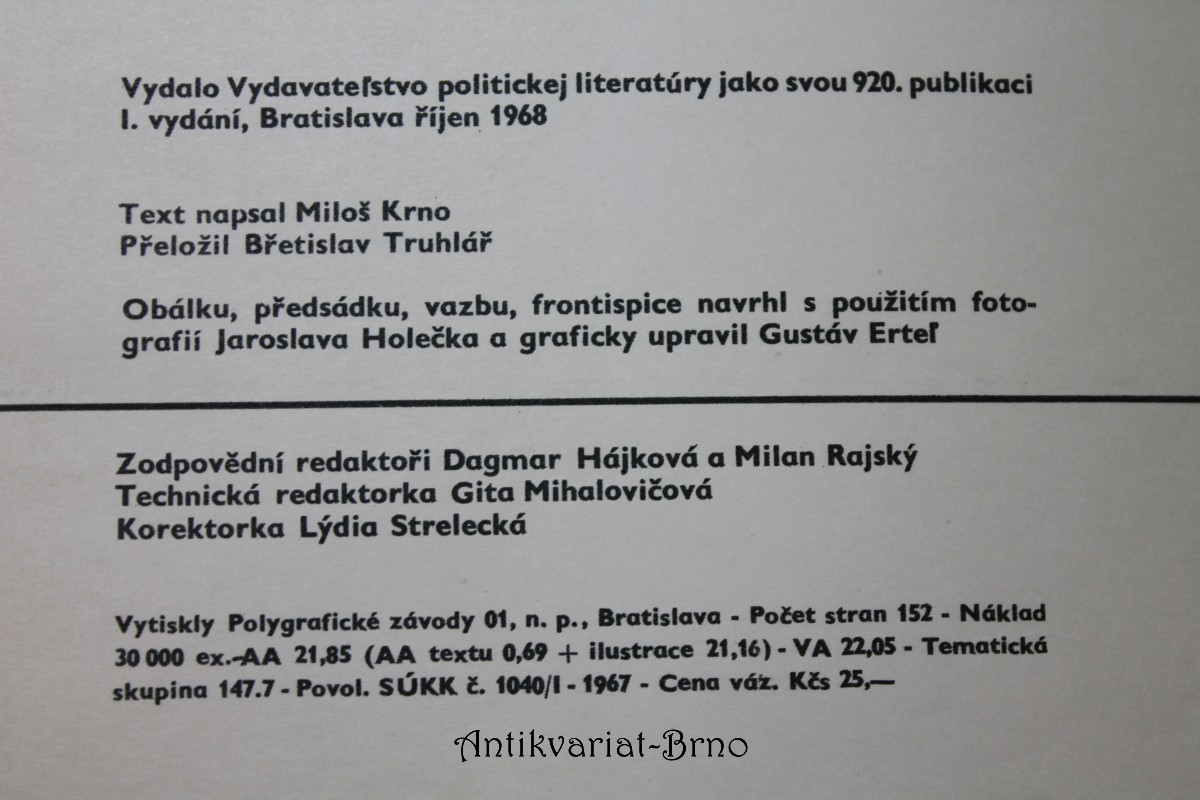 Vydalo Vydavateľstvo politickej literatúry jako svou 920. publikaci
I. vydání, Bratislava říjen 1968
Text napsal Miloš Krno
Přeložil Břetislav Truhlář
Obálku, předsádku, vazbu, frontispice navrhl s použitím foto-
grafií Jaroslava Holečka a graficky upravil Gustáv Erteľ
Zodpovědní redaktoři Dagmar Hájková a Milan Rajský
Technická redaktorka Gita Mihalovičová
Korektorka Lýdia Strelecká
Vytiskly Polygrafické závody 01, n. p., Bratislava - Počet stran 152 - Náklad
30 000 ex.-AA 21,85 (AA textu 0,69 + ilustrace 21,16) - VA 22,05 - Tematická
skupina 147.7 - Povol. SÚKK č. 1040/I - 1967 - Cena váz. Kčs 25,—
Antikvariat-Brno